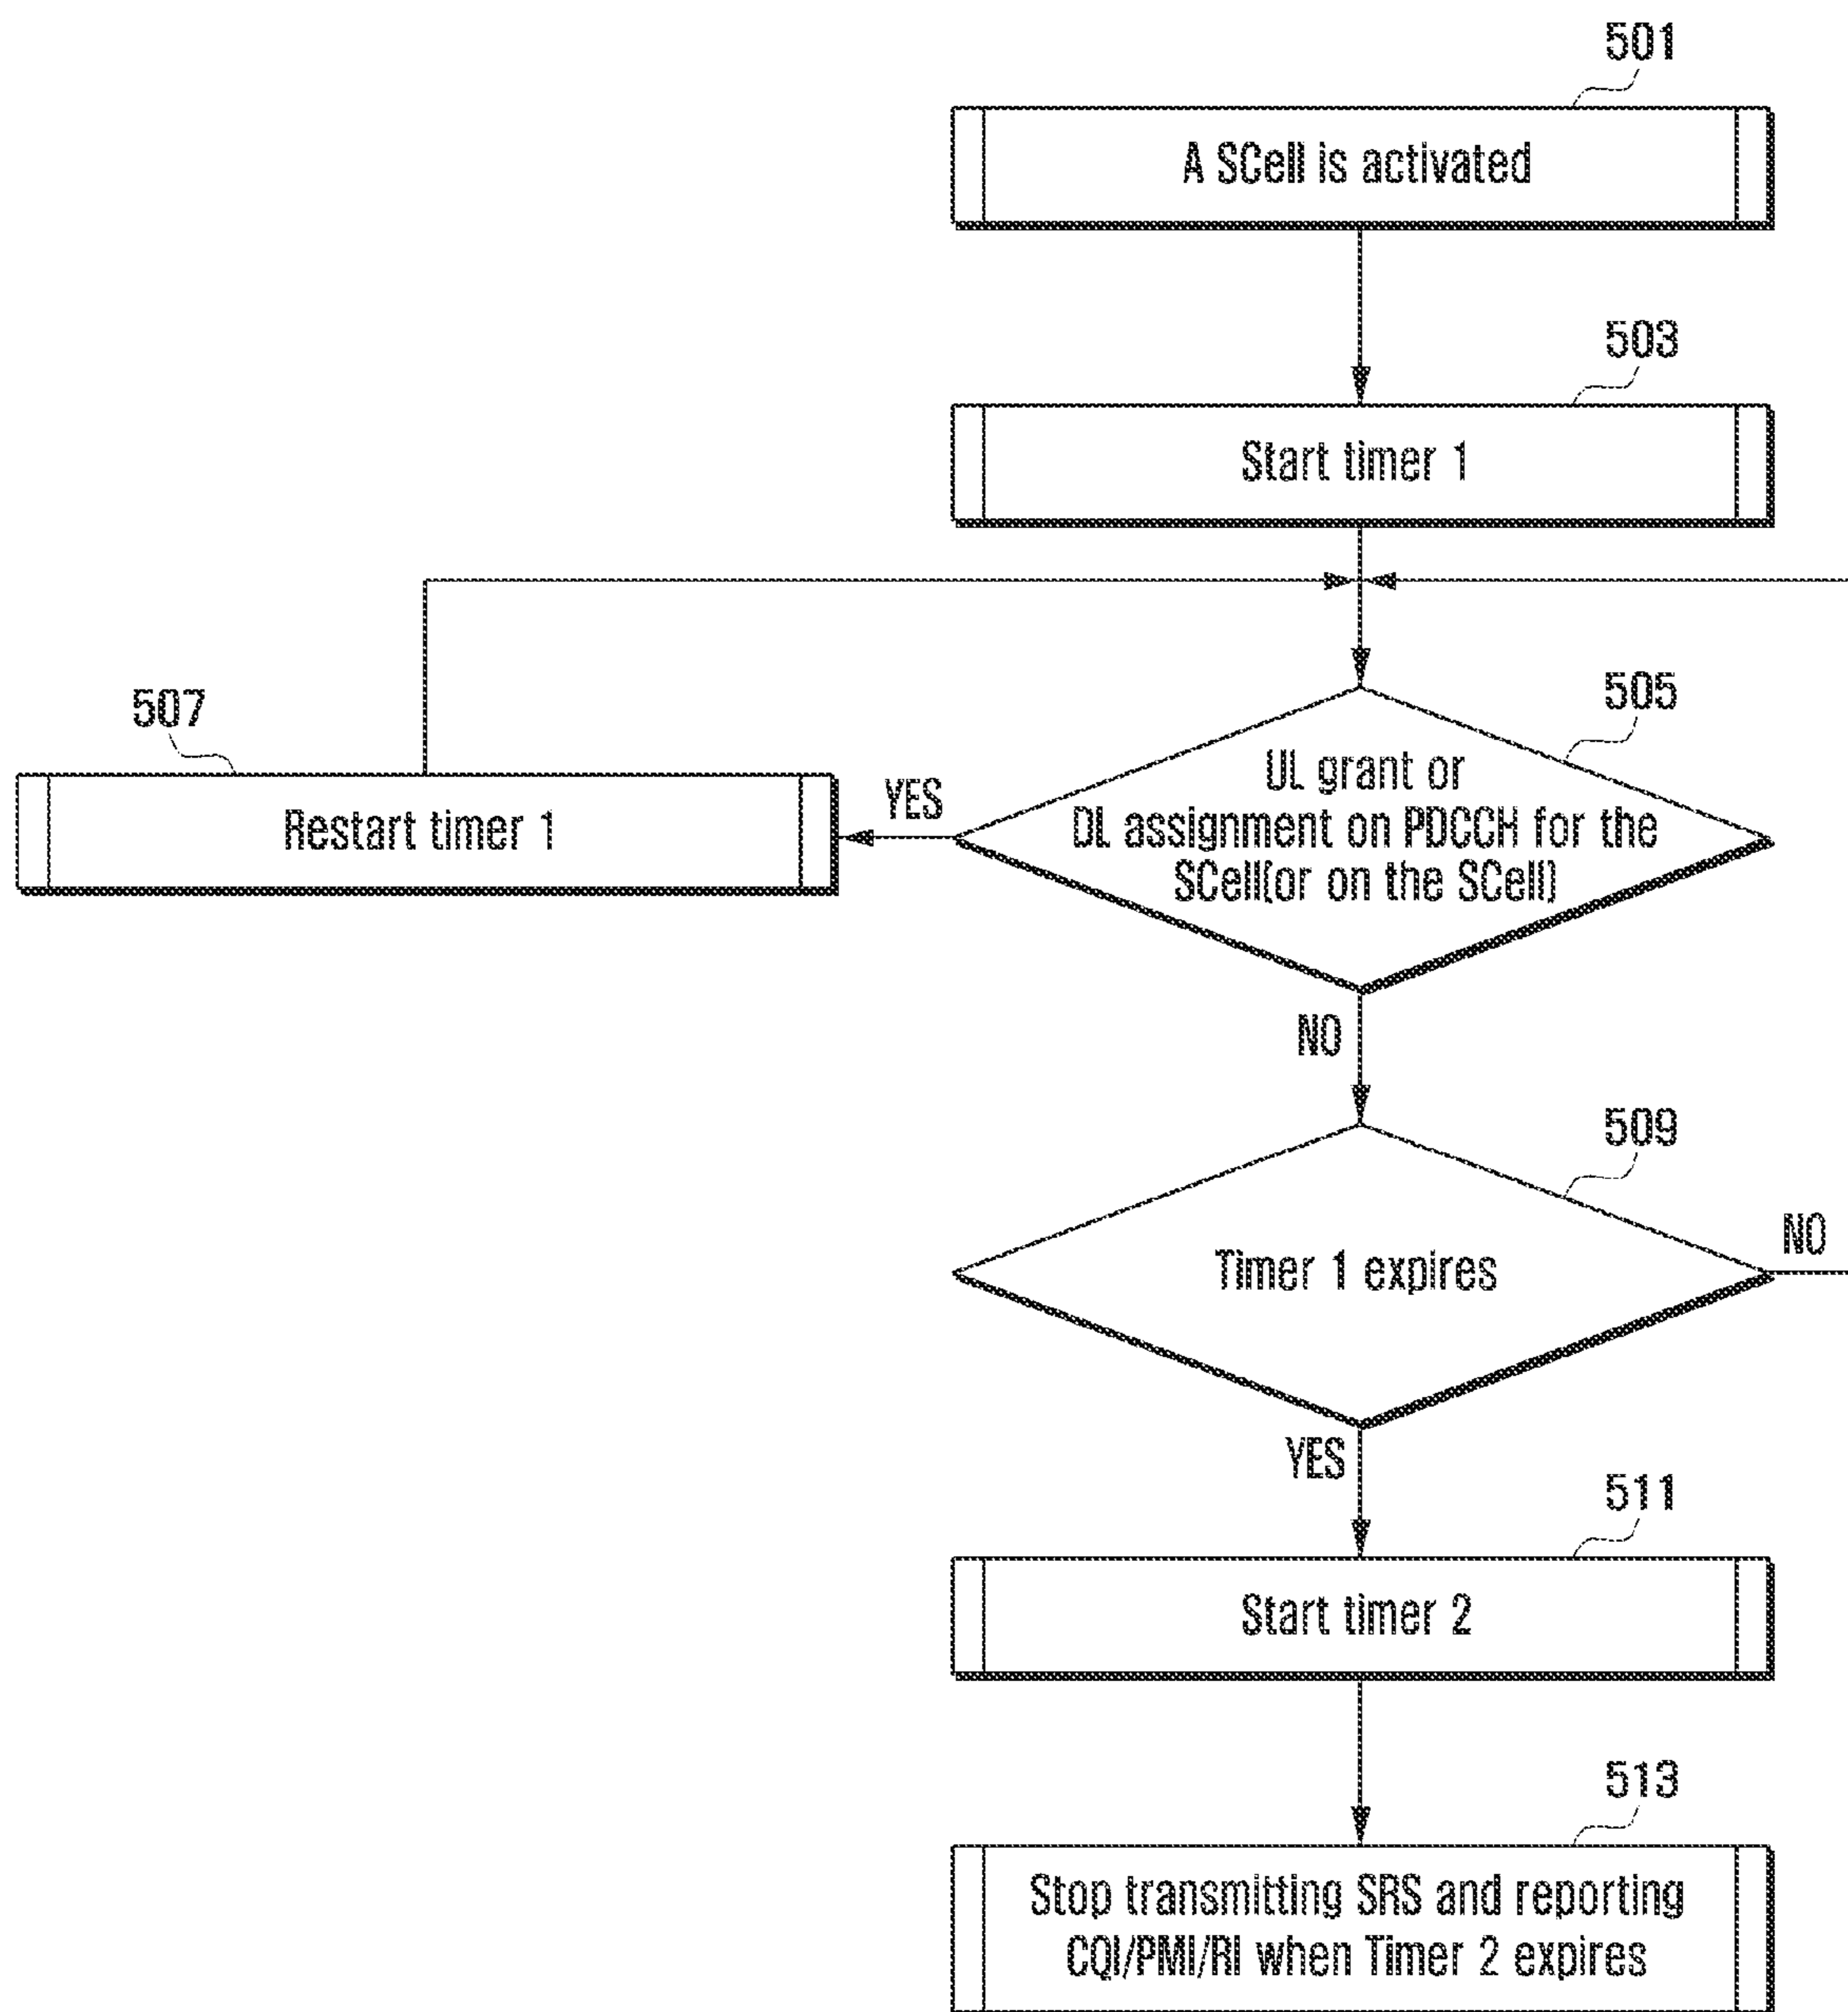 501
A SCell is activated
503
Start timer 1
505
507
UL grant or
DL assignment on PDCCH for the
SCell(or on the SCell)
YES
Restart timer 1
NO
509
Timer 1 expires
NO
YES
511
Start timer 2
513
Stop transmitting SRS and reporting
CQI/PMI/RI when Timer 2 expires